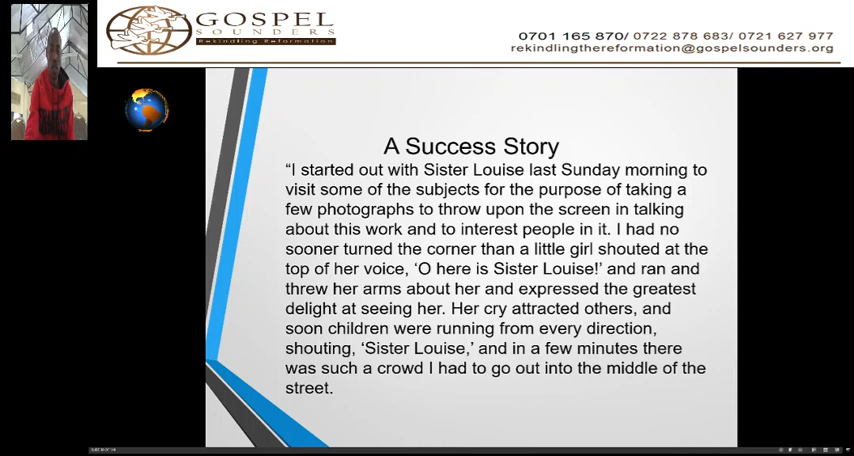 GOSPEL
SOUNDERS
Rekindling Reformation
0701 165 870/ 0722 878 683/ 0721 627 977
rekindlingthereformation@gospelsounders.org
A Success Story
“I started out with Sister Louise last Sunday morning to
visit some of the subjects for the purpose of taking a
few photographs to throw upon the screen in talking
about this work and to interest people in it. I had no
sooner turned the corner than a little girl shouted at the
top of her voice, ‘O here is Sister Louise!’ and ran and
threw her arms about her and expressed the greatest
delight at seeing her. Her cry attracted others, and
soon children were running from every direction,
shouting, ‘Sister Louise,’ and in a few minutes there
was such a crowd I had to go out into the middle of the
street.